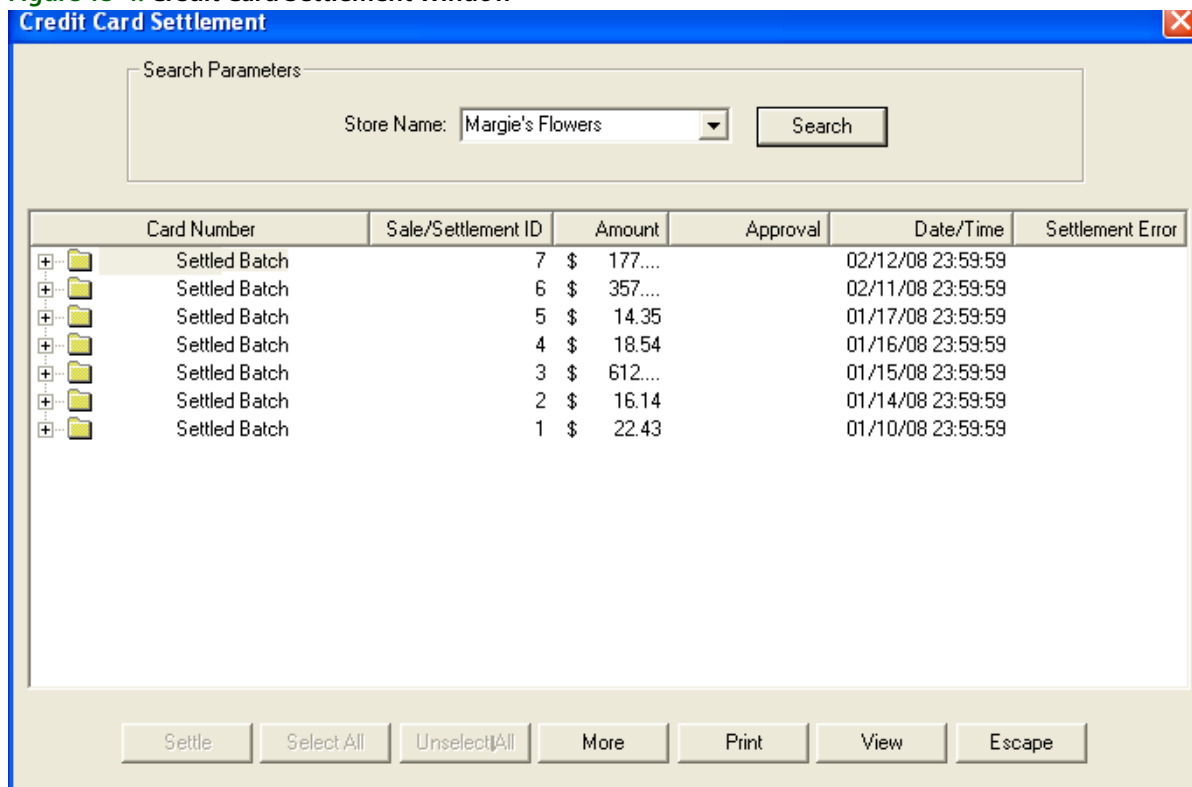 Credit Card Settlement
Search Parameters
Store Name: Margie's Flowers Search
Card Number Sale/Settlement ID Amount Approval Date/Time Settlement Error
Settled Batch 7 $ 177.... 02/12/08 23:59:59
Settled Batch 6 $ 357.... 02/11/08 23:59:59
Settled Batch 5 $ 14.35 01/17/08 23:59:59
Settled Batch 4 $ 18.54 01/16/08 23:59:59
Settled Batch 3 $ 612.... 01/15/08 23:59:59
Settled Batch 2 $ 16.14 01/14/08 23:59:59
Settled Batch 1 $ 22.43 01/10/08 23:59:59
Settle Select All Unselect All More Print View Escape